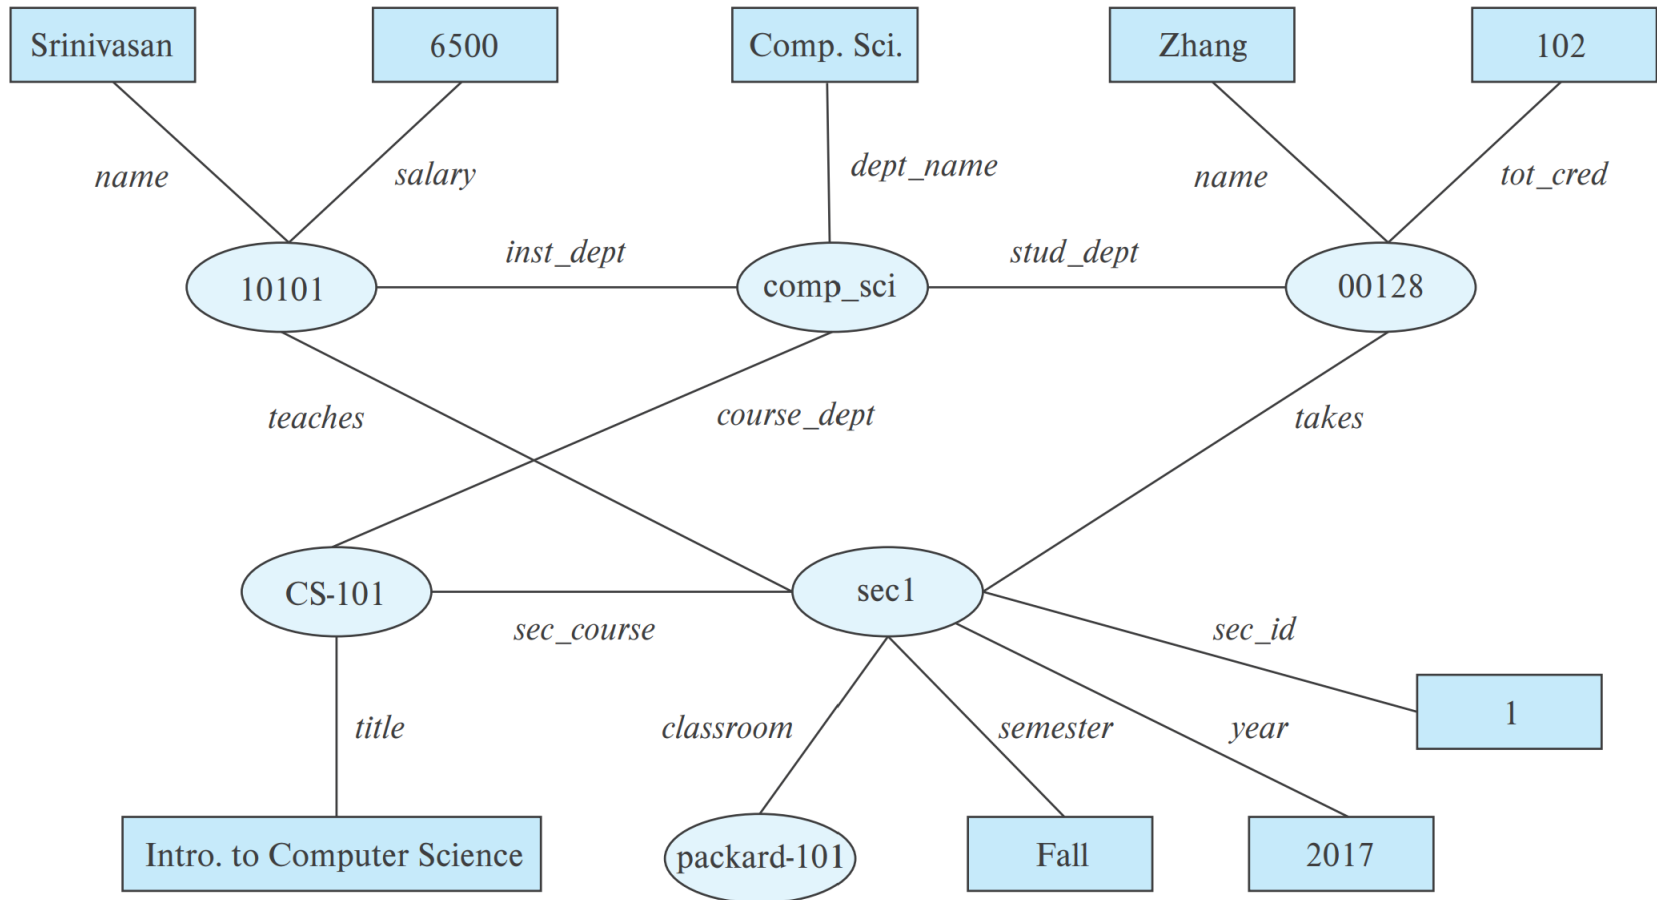 Srinivasan
6500
Comp. Sci.
Zhang
102
name
salary
dept_name
name
tot_cred
10101
inst_dept
comp_sci
stud_dept
00128
teaches
course_dept
takes
CS-101
sec1
sec_course
sec_id
title
classroom
semester
year
1
Intro. to Computer Science
packard-101
Fall
2017